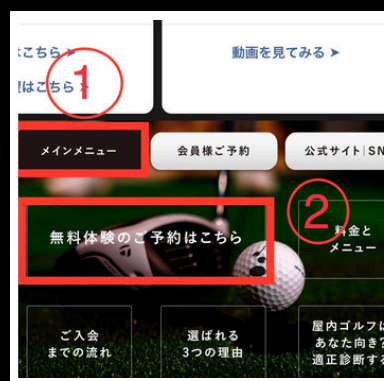 はこちら >
動画を見てみる >
はこちら >
1
メインメニュー
会員様ご予約
公式サイト|SN
2
無料体験のご予約はこちら
料金と
メニュー
ご入会
までの流れ
選ばれる
3つの理由
屋内ゴルフは
あなた向き?
適正診断する